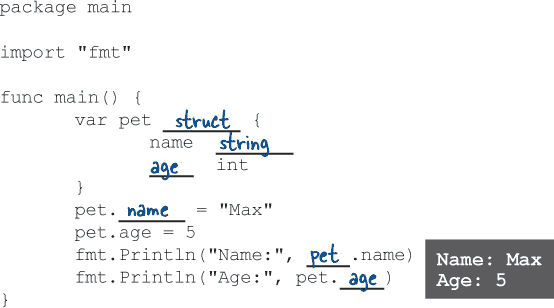 package main
import "fmt"
func main() {
var pet struct {
name string
age int
}
pet.name = "Max"
pet.age = 5
fmt.Println("Name:", pet.name)
fmt.Println("Age:", pet.age)
}
Name: Max
Age: 5